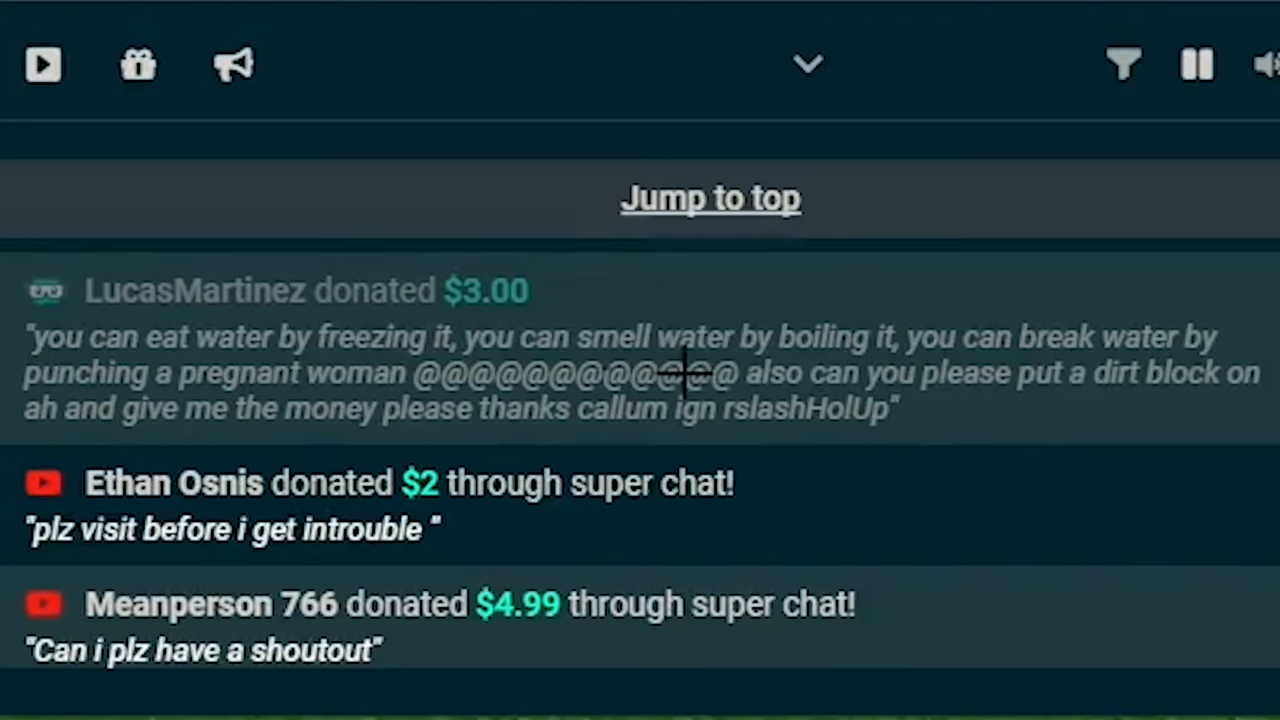 Jump to top
LucasMartinez donated $3.00
"you can eat water by freezing it, you can smell water by boiling it, you can break water by
punching a pregnant woman @@@@@@@@@@@@ also can you please put a dirt block on
ah and give me the money please thanks callum ign rslashHolUp"
Ethan Osnis donated $2 through super chat!
"plz visit before i get introuble "
Meanperson 766 donated $4.99 through super chat!
"Can i plz have a shoutout"